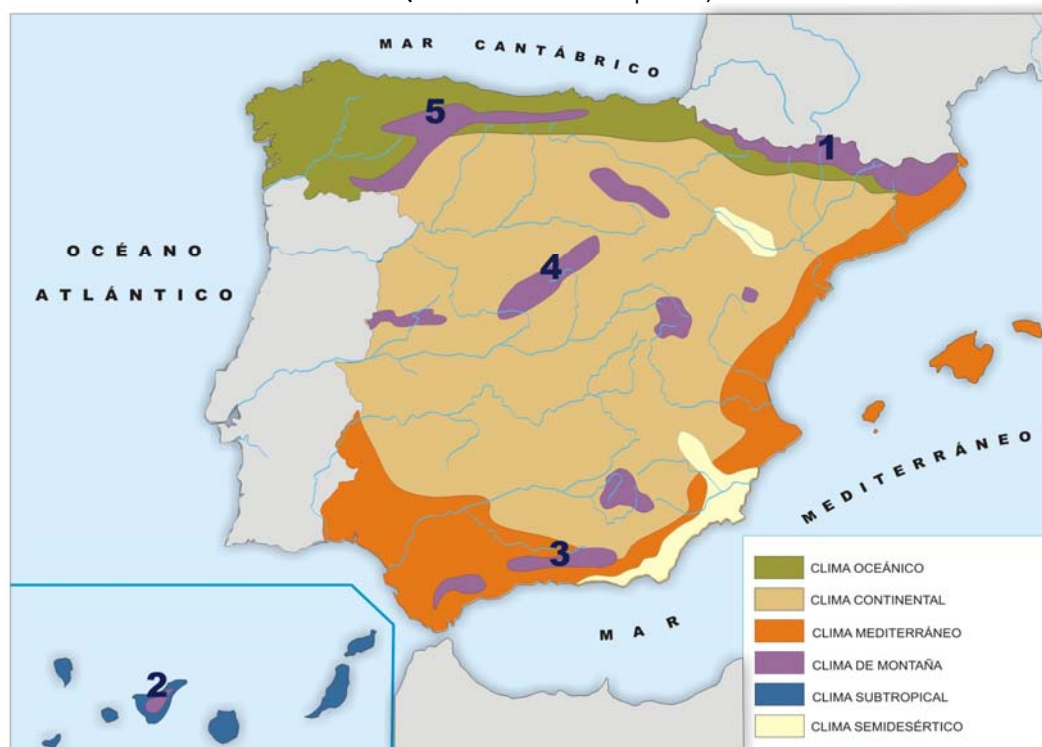 MAR CANTÁBRICO
5
1
OCÉANO
ATLÁNTICO
4
MEDITERRÁNEO
3
MAR
2
CLIMA OCEÁNICO
CLIMA CONTINENTAL
CLIMA MEDITERRÁNEO
CLIMA DE MONTAÑA
CLIMA SUBTROPICAL
CLIMA SEMIDESÉRTICO